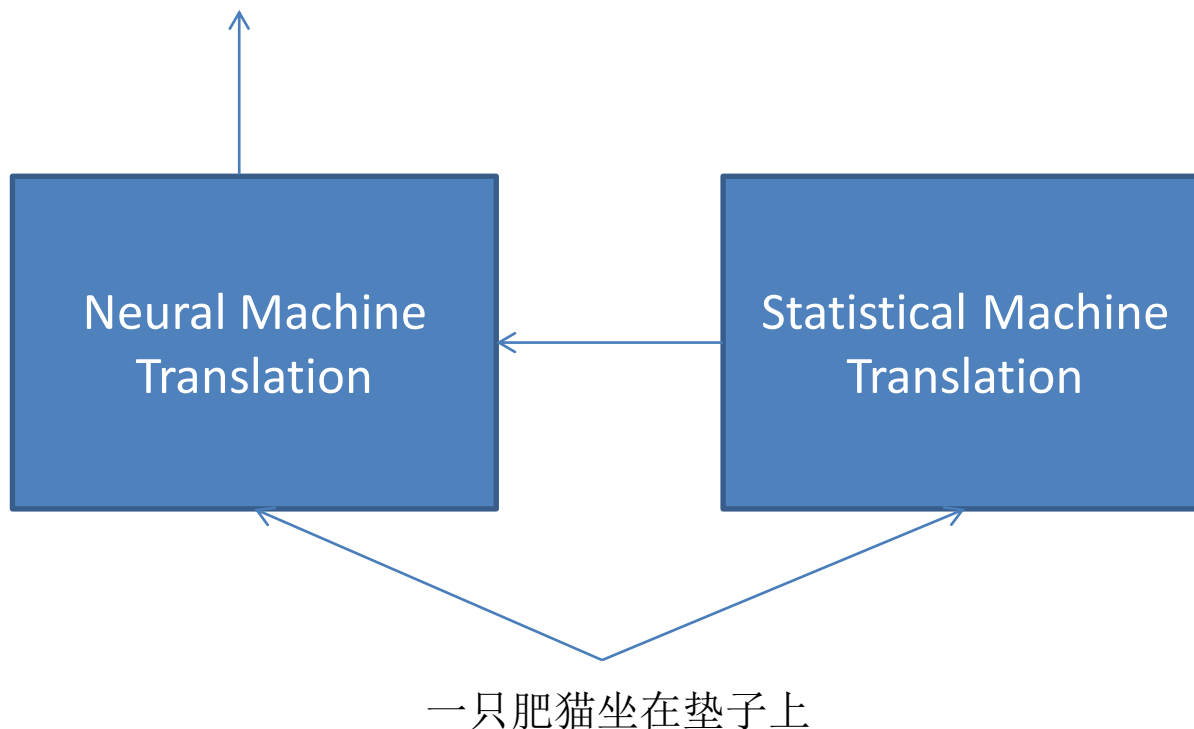 Neural Machine
Translation
Statistical Machine
Translation
一只肥猫坐在垫子上